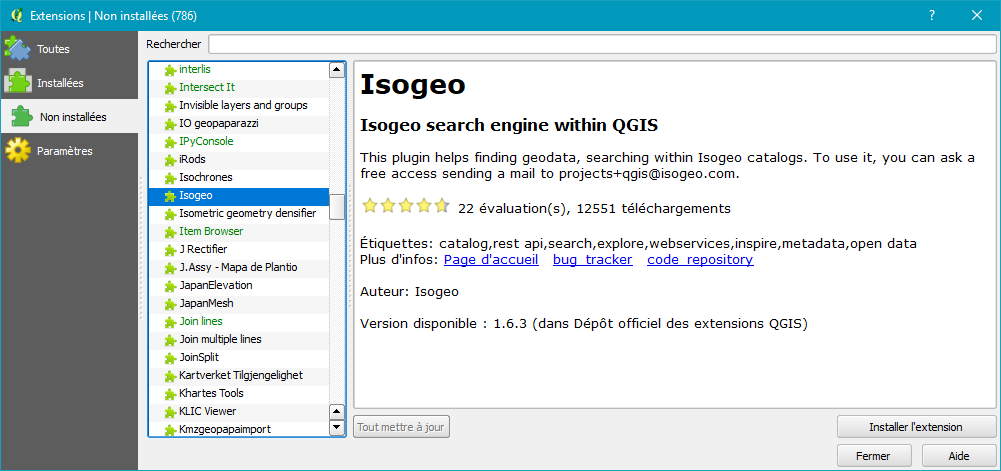 Extensions | Non installées (786)
?
Toutes
Installées
Non installées
Paramètres
Rechercher
interlis
Intersect It
Invisible layers and groups
IO geopaparazzi
IPyConsole
iRods
Isochrones
Isogeo
Isometric geometry densifier
Item Browser
J Rectifier
J.Assy - Mapa de Plantio
JapanElevation
JapanMesh
Join lines
Join multiple lines
JoinSplit
Kartverket Tilgjengelighet
Khartes Tools
KLIC Viewer
Kmzgeopapaimport
Isogeo
Isogeo search engine within QGIS
This plugin helps finding geodata, searching within Isogeo catalogs. To use it, you can ask a
free access sending a mail to projects+qgis@isogeo.com.
22 évaluation(s), 12551 téléchargements
Étiquettes: catalog,rest api,search,explore,webservices,inspire,metadata,open data
Plus d'infos: Page d'accueil bug_tracker code_repository
Auteur: Isogeo
Version disponible : 1.6.3 (dans Dépôt officiel des extensions QGIS)
Tout mettre à jour
Installer l'extension
Fermer
Aide